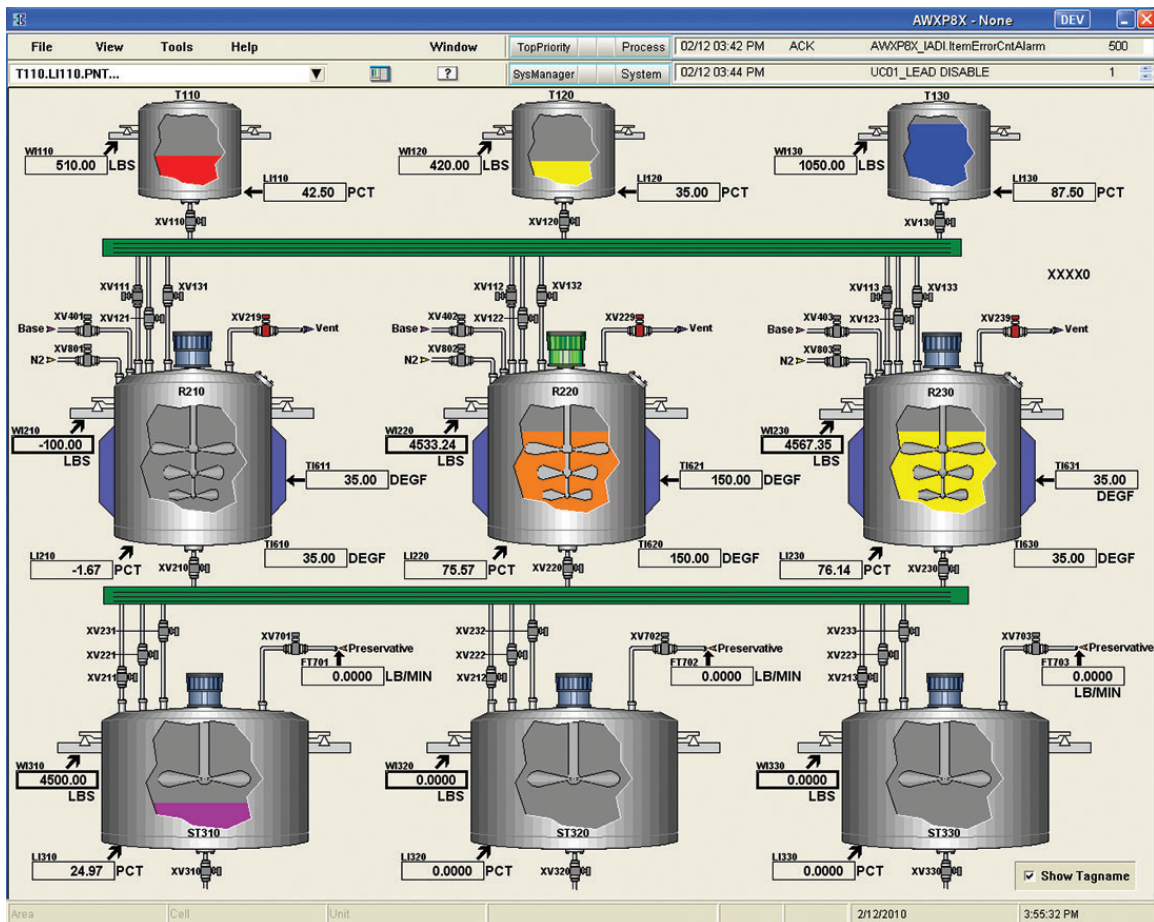 AWXP8X - None DEV
File View Tools Help Window TopPriority Process 02/12 03:42 PM ACK AWXP8X_IADI.ItemErrorCntAlarm 500
T110.LI110.PNT... ? SysManager System 02/12 03:44 PM UC01_LEAD DISABLE 1
T110 T120 T130
WI110 WI120 WI130
510.00 LBS 420.00 LBS 1050.00 LBS
LI110 LI120 LI130
42.50 PCT 35.00 PCT 87.50 PCT
XV110 XV120 XV130
XXXX0
XV111 XV131 XV112 XV132 XV113 XV133
XV401 XV121 XV219 XV402 XV122 XV229 XV403 XV123 XV239
Base Vent Base Vent Base Vent
XV801 XV802 XV803
N2 N2 N2
R210 R220 R230
WI210 WI220 WI230
-100.00 4533.24 4567.35
LBS LBS LBS
TI611 TI621 TI631
35.00 DEGF 150.00 DEGF 35.00 DEGF
TI610 TI620 TI630
35.00 DEGF 150.00 DEGF 35.00 DEGF
LI210 LI220 LI230
-1.67 PCT 75.57 PCT 76.14 PCT
XV210 XV220 XV230
XV231 XV232 XV233
XV701 XV702 XV703
Preservative Preservative Preservative
XV221 XV222 XV223
FT701 FT702 FT703
XV211 XV212 XV213
0.0000 LB/MIN 0.0000 LB/MIN 0.0000 LB/MIN
WI310 WI320 WI330
4500.00 0.0000 0.0000
LBS LBS LBS
ST310 ST320 ST330
LI310 LI320 LI330
24.97 PCT 0.0000 PCT 0.0000 PCT
XV310 XV320 XV330
Show Tagname
Area Cell Unit 2/12/2010 3:55:32 PM